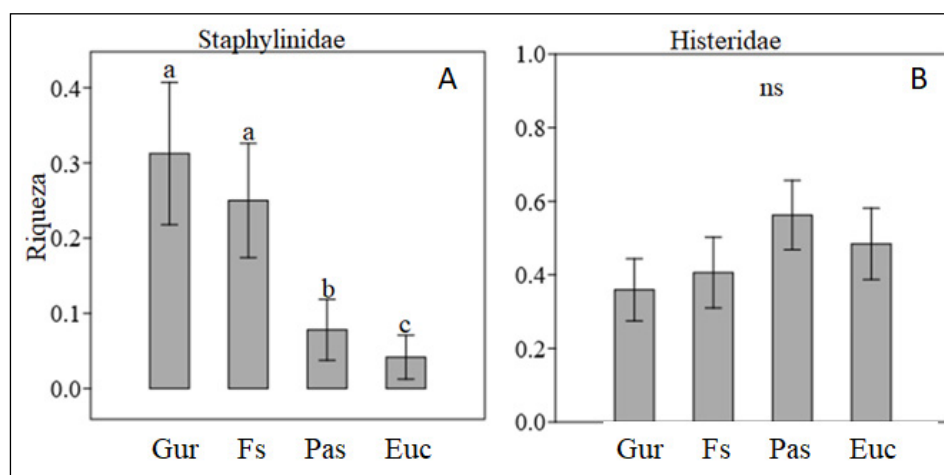 Staphylinidae
A
a
a
b
c
0.4
0.3
0.2
0.1
0.0
Riqueza
Gur Fs Pas Euc
Histeridae
B
ns
1.0
0.8
0.6
0.4
0.2
0.0
Gur Fs Pas Euc